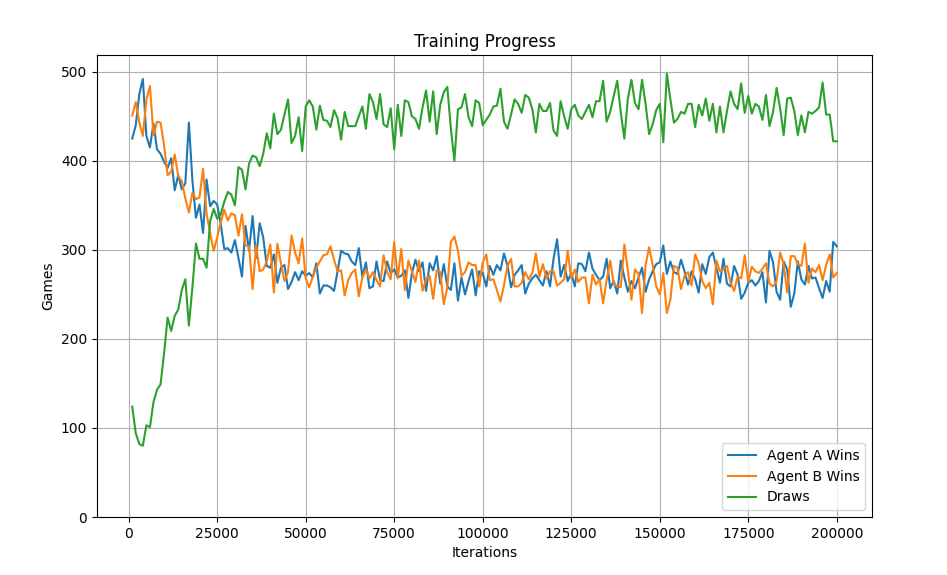 Training Progress
500
400
300
200
100
0
Games
0 25000 50000 75000 100000 125000 150000 175000 200000
Iterations
Agent A Wins
Agent B Wins
Draws